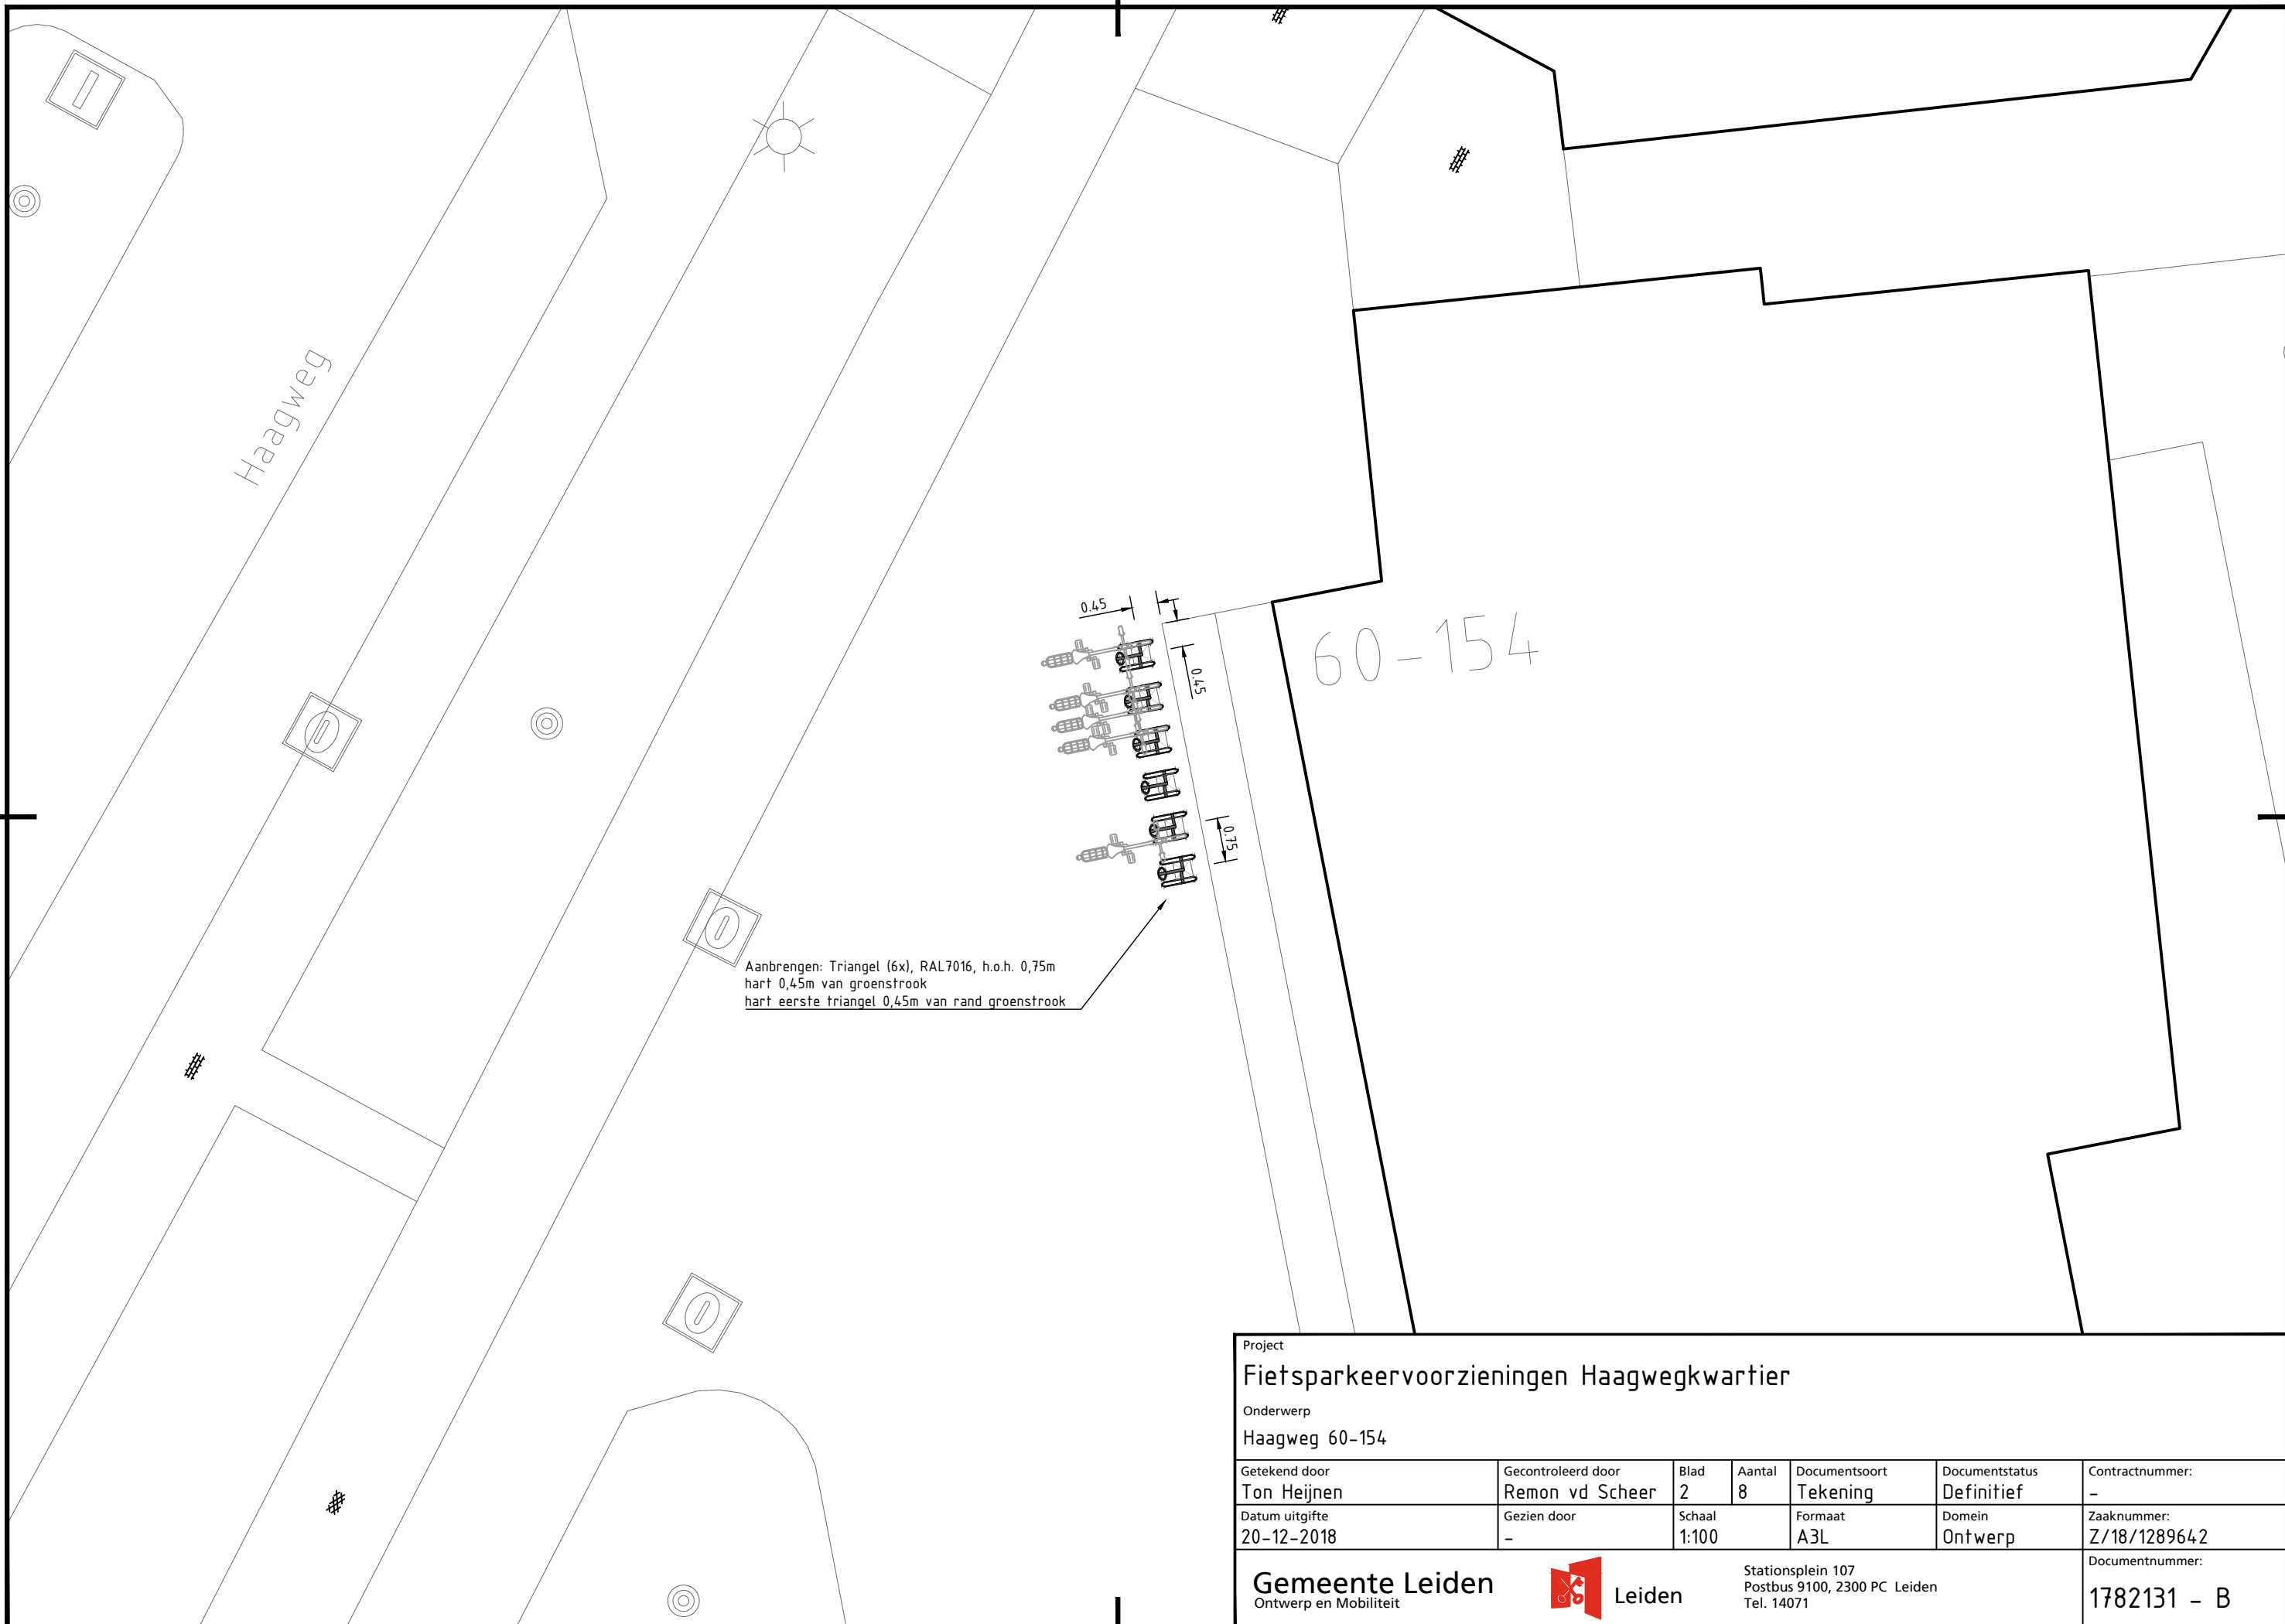 Haagweg
0.45
0.45
60-154
0.75
Aanbrengen: Triangel (6x), RAL7016, h.o.h. 0,75m
hart 0,45m van groenstrook
hart eerste triangel 0,45m van rand groenstrook
Project
Fietsparkeervoorzieningen Haagwegkwartier
Onderwerp
Haagweg 60-154
Getekend door Gecontroleerd door Blad Aantal Documentsoort Documentstatus Contractnummer:
Ton Heijnen Remon vd Scheer 2 8 Tekening Definitief -
Datum uitgifte Gezien door Schaal Formaat Domein Zaaknummer:
20-12-2018 - 1:100 A3L Ontwerp Z/18/1289642
Gemeente Leiden
Ontwerp en Mobiliteit
Leiden
Stationsplein 107
Postbus 9100, 2300 PC Leiden
Tel. 14071
Documentnummer:
1782131 - B